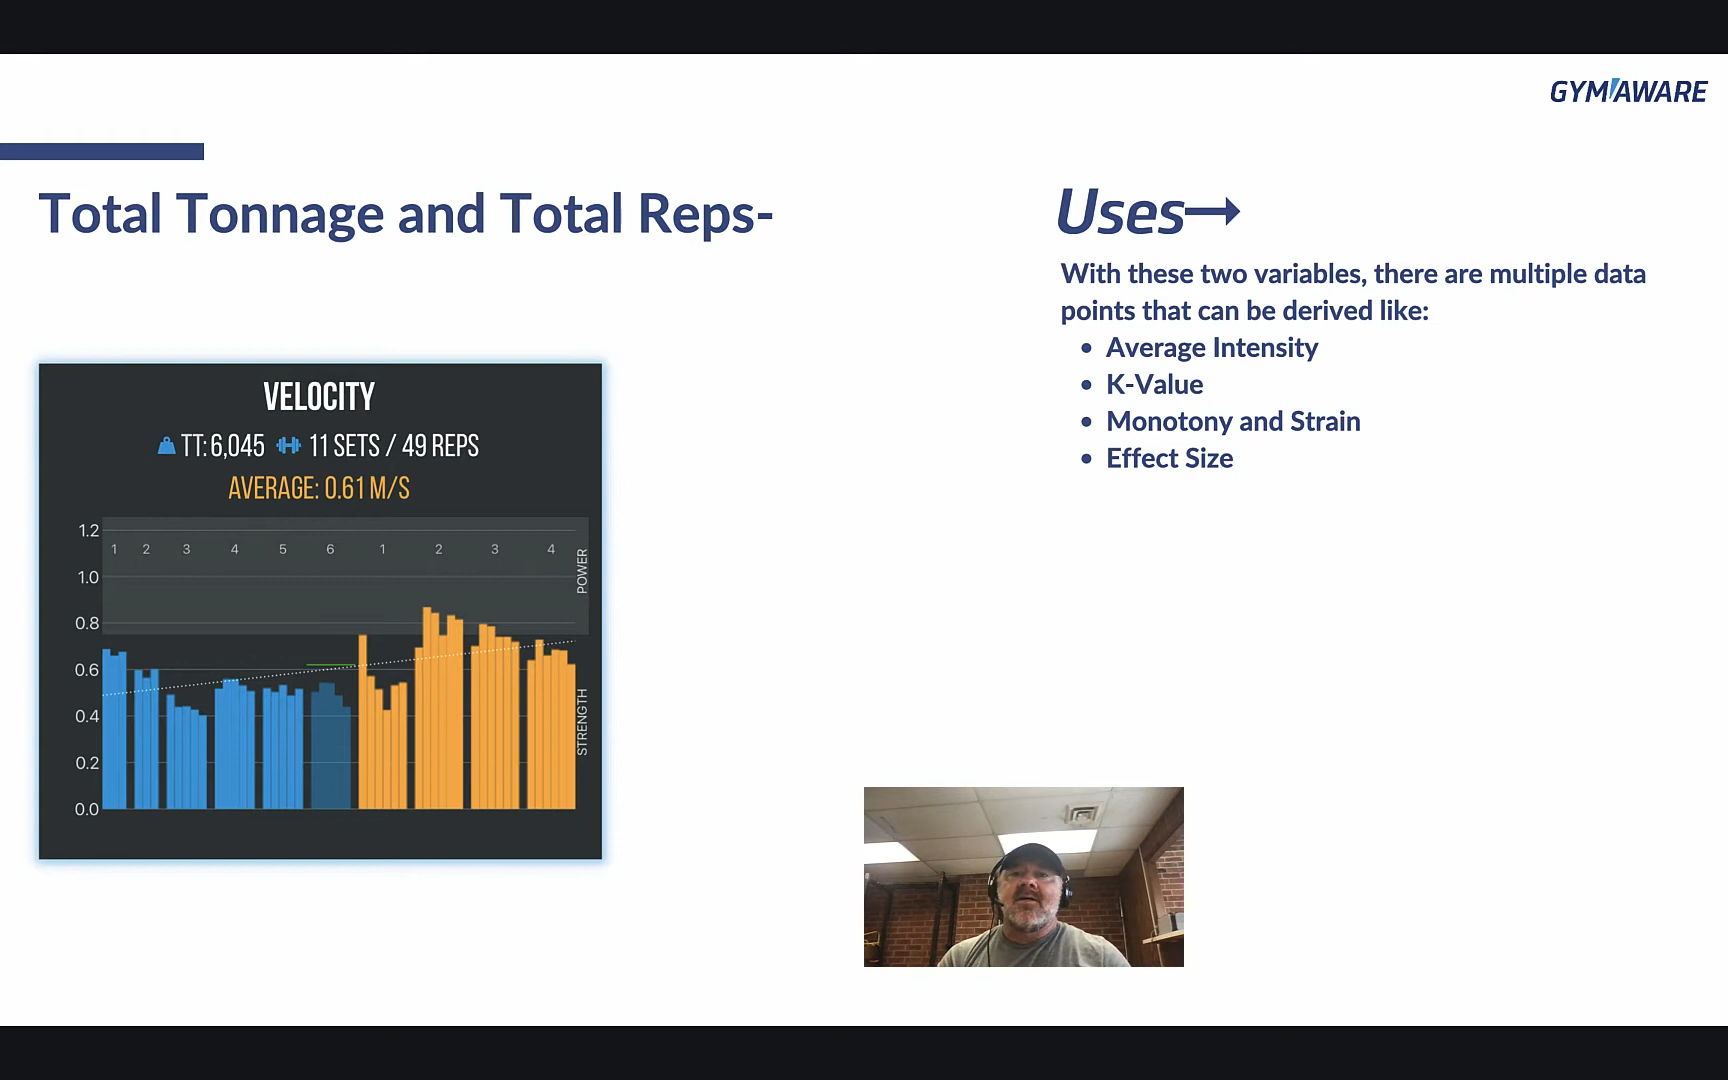 GYMAWARE
Total Tonnage and Total Reps-
Uses
With these two variables, there are multiple data
points that can be derived like:
• Average Intensity
• K-Value
• Monotony and Strain
• Effect Size
VELOCITY
TT: 6,045 11 SETS / 49 REPS
AVERAGE: 0.61 M/S
1.2
1 2 3 4 5 6 1 2 3 4
1.0
0.8
0.6
0.4
0.2
0.0
POWER
STRENGTH